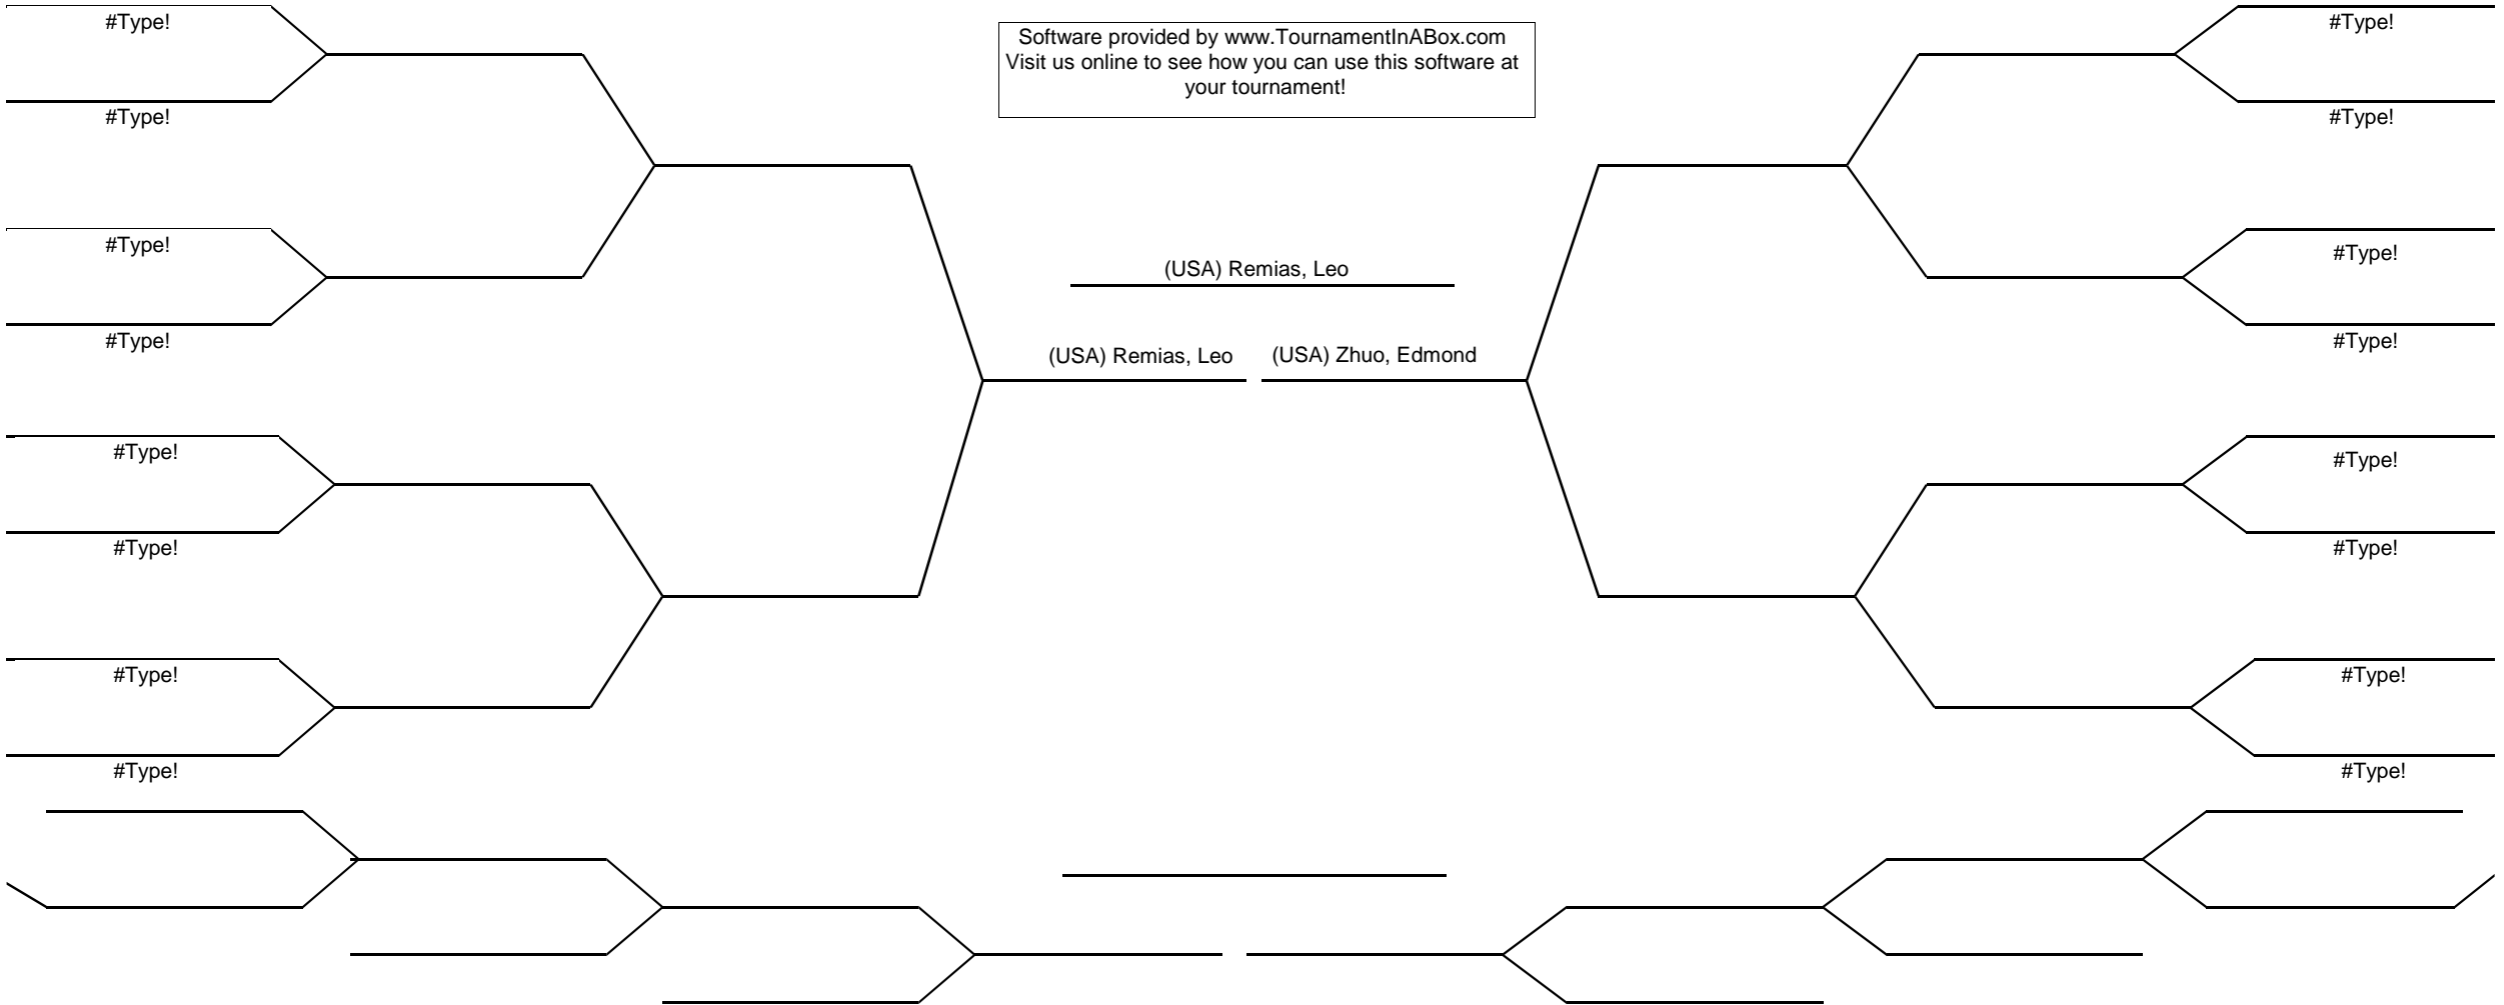 #Type!
Software provided by www.TournamentInABox.com
Visit us online to see how you can use this software at
your tournament!
#Type!
#Type!
#Type!
#Type!
#Type!
(USA) Remias, Leo
#Type!
#Type!
(USA) Remias, Leo
(USA) Zhuo, Edmond
#Type!
#Type!
#Type!
#Type!
#Type!
#Type!
#Type!
#Type!
#Type!